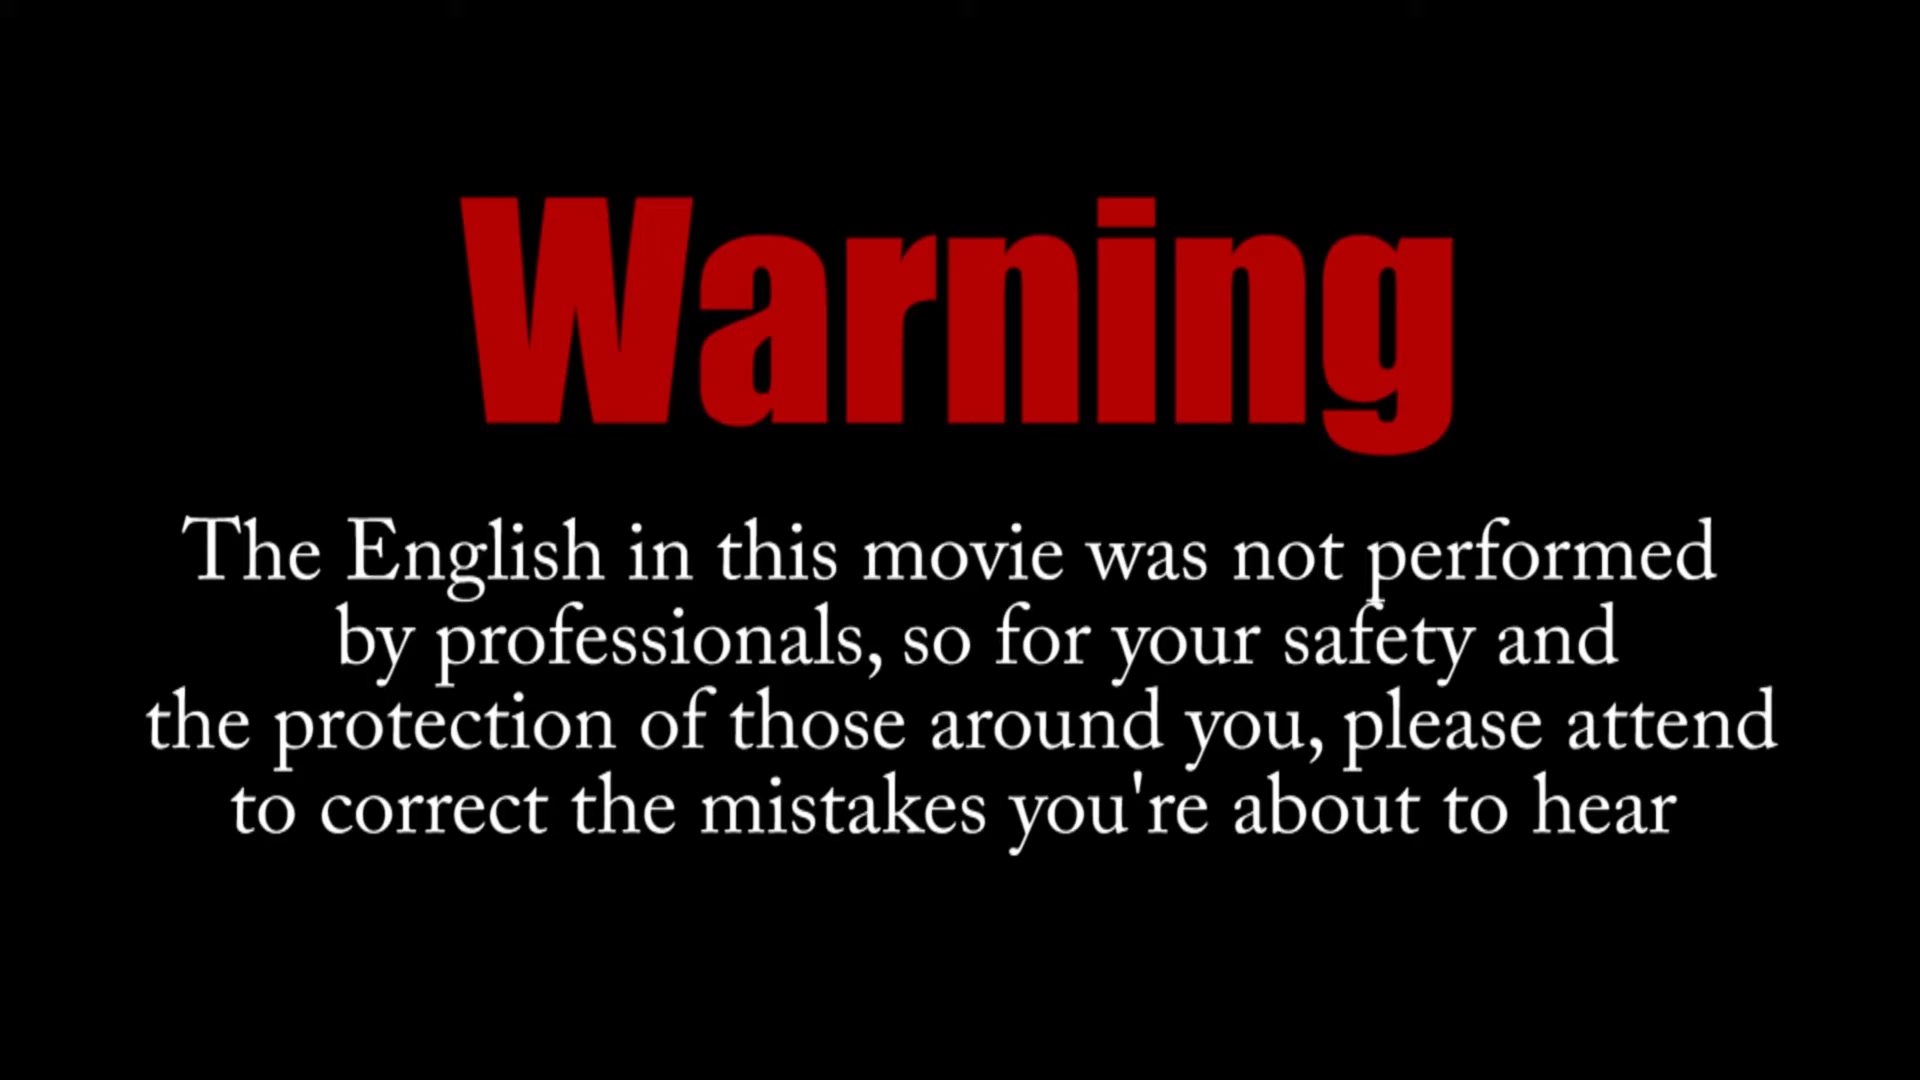 Warning
The English in this movie was not performed
by professionals, so for your safety and
the protection of those around you, please attend
to correct the mistakes you're about to hear